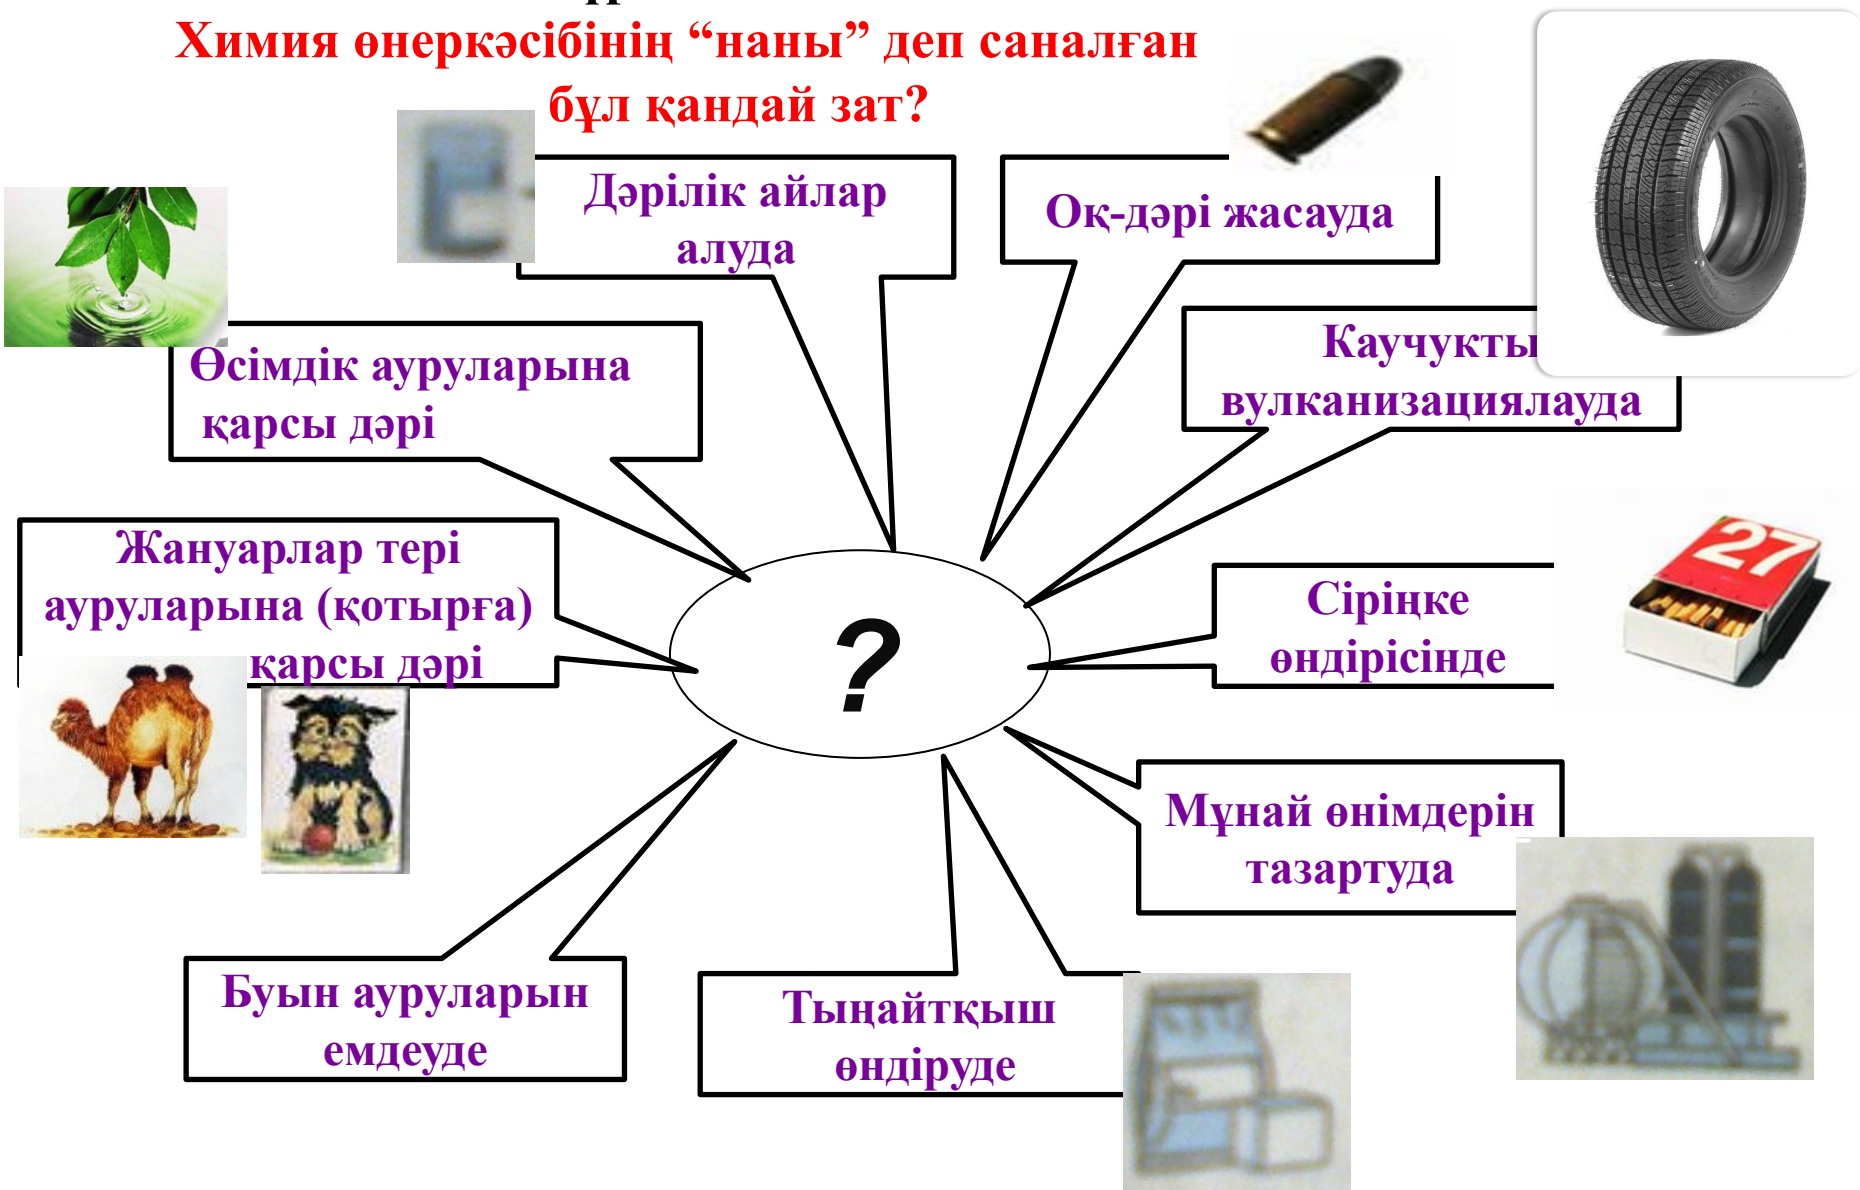 Химия өнеркәсібінің “наны” деп саналған
бұл қандай зат?
Дәрілік айлар
алуда
Оқ-дәрі жасауда
Өсімдік ауруларына
қарсы дәрі
Каучукты
вулканизациялауда
Жануарлар тері
ауруларына (қотырға)
қарсы дәрі
?
Сіріңке
өндірісінде
27
Мұнай өнімдерін
тазартуда
Буын ауруларын
емдеуде
Тыңайтқыш
өндіруде